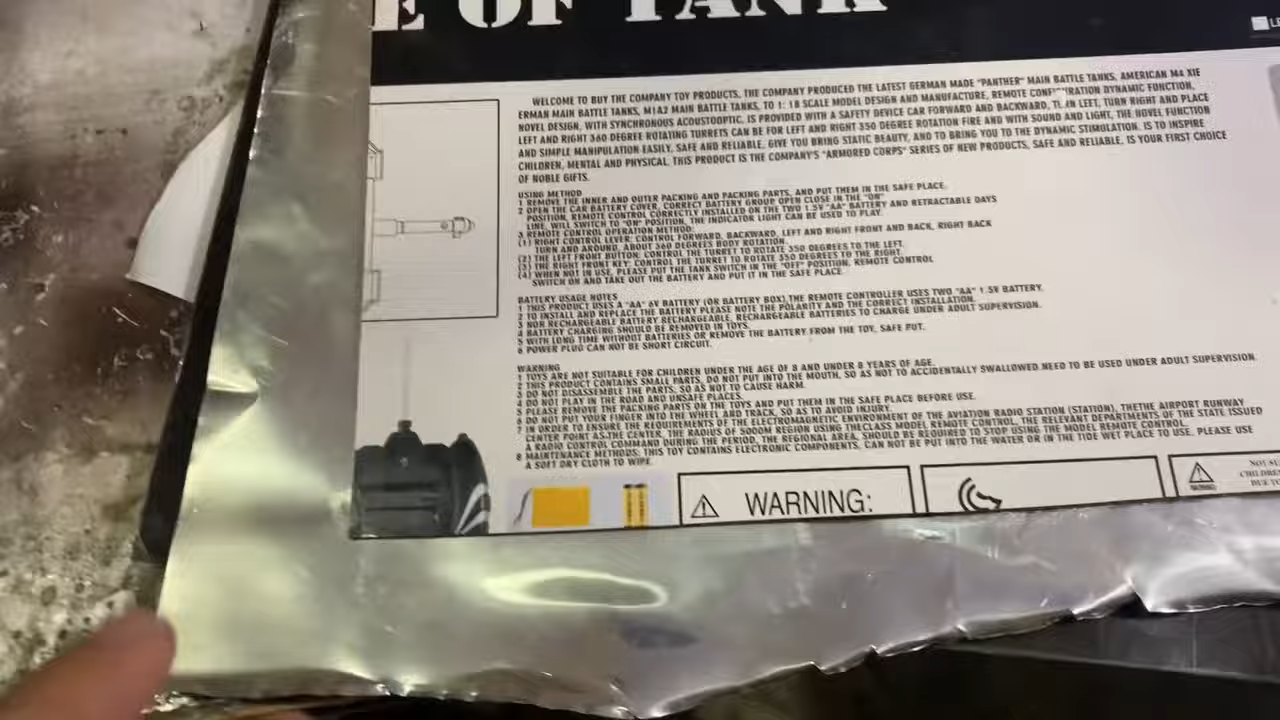 E OF TANK
WELCOME TO BUY THE COMPANY TOY PRODUCTS, THE COMPANY PRODUCED THE LATEST GERMAN MADE "PANTHER" MAIN BATTLE TANKS, AMERICAN M4 XIE
ERMAN MAIN BATTLE TANKS, M1A2 MAIN BATTLE TANKS, TO 1: 18 SCALE MODEL DESIGN AND MANUFACTURE, REMOTE DYNAMIC FUNCTION,
NOVEL DESIGN, WITH SYNCHRONOUS ACOUSTOOPTIC, IS PROVIDED WITH A SAFETY DEVICE CAR FORWARD AND BACKWARD, LEFT, TURN RIGHT AND PLACE
LEFT AND RIGHT 360 DEGREE ROTATING TURRETS CAN BE FOR LEFT AND RIGHT 350 DEGREE ROTATION FIRE AND WITH SOUND AND LIGHT, THE NOVEL FUNCTION
AND SIMPLE MANIPULATION EASILY, SAFE AND RELIABLE, GIVE YOU BRING STATIC BEAUTY, AND TO BRING YOU TO THE DYNAMIC STIMULATION, IS TO INSPIRE
CHILDREN, MENTAL AND PHYSICAL, THIS PRODUCT IS THE COMPANY'S "ARMORED CORPS" SERIES OF NEW PRODUCTS, SAFE AND RELIABLE, IS YOUR FIRST CHOICE
OF NOBLE GIFTS.
USING METHOD
1 REMOVE THE INNER AND OUTER PACKING AND PACKING PARTS, AND PUT THEM IN THE SAFE PLACE.
2 OPEN THE CAR BATTERY COVER, CORRECT BATTERY GROUP OPEN CLOSE IN THE "ON"
POSITION, REMOTE CONTROL CORRECTLY INSTALLED ON THE TWO 1.5V "AA" BATTERY AND RETRACTABLE DAYS
LINE, WILL SWITCH TO "ON" POSITION, THE INDICATOR LIGHT CAN BE USED TO PLAY.
3 REMOTE CONTROL OPERATION METHOD:
(1) RIGHT CONTROL LEVER: CONTROL FORWARD, BACKWARD, LEFT AND RIGHT FRONT AND BACK, RIGHT BACK
TURN AND AROUND, ABOUT 360 DEGREES BODY ROTATION.
(2) THE LEFT FRONT BUTTON: CONTROL THE TURRET TO ROTATE 350 DEGREES TO THE LEFT.
(3) THE RIGHT FRONT KEY: CONTROL THE TURRET TO ROTATE 350 DEGREES TO THE RIGHT.
(4) WHEN NOT IN USE, PLEASE PUT THE TANK SWITCH IN THE "OFF" POSITION, REMOTE CONTROL
SWITCH ON AND TAKE OUT THE BATTERY AND PUT IT IN THE SAFE PLACE.
BATTERY USAGE NOTES
1 THIS PRODUCT USES A "AA" 6V BATTERY (OR BATTERY BOX),THE REMOTE CONTROLLER USES TWO "AA" 1.5V BATTERY.
2 TO INSTALL AND REPLACE THE BATTERY PLEASE NOTE THE POLARITY AND THE CORRECT INSTALLATION.
3 NON RECHARGEABLE BATTERY RECHARGEABLE, RECHARGEABLE BATTERIES TO CHARGE UNDER ADULT SUPERVISION.
4 BATTERY CHARGING SHOULD BE REMOVED IN TOYS.
5 WITH LONG TIME WITHOUT BATTERIES OR REMOVE THE BATTERY FROM THE TOY, SAFE PUT.
6 POWER PLUG CAN NOT BE SHORT CIRCUIT.
WARNING
1 TOYS ARE NOT SUITABLE FOR CHILDREN UNDER THE AGE OF 8 AND UNDER 8 YEARS OF AGE.
2 THIS PRODUCT CONTAINS SMALL PARTS, DO NOT PUT INTO THE MOUTH, SO AS NOT TO ACCIDENTALLY SWALLOWED.NEED TO BE USED UNDER ADULT SUPERVISION.
3 DO NOT DISASSEMBLE THE PARTS, SO AS NOT TO CAUSE HARM.
4 DO NOT PLAY IN THE ROAD AND UNSAFE PLACES.
5 PLEASE REMOVE THE PACKING PARTS ON THE TOYS AND PUT THEM IN THE SAFE PLACE BEFORE USE.
6 DO NOT PUT YOUR FINGER INTO THE WHEEL AND TRACK, SO AS TO AVOID INJURY.
7 IN ORDER TO ENSURE THE REQUIREMENTS OF THE ELECTROMAGNETIC ENVIRONMENT OF THE AVIATION RADIO STATION (STATION), THETHE AIRPORT RUNWAY
CENTER POINT AS THE CENTER, THE RADIUS OF 5000M REGION USING THE CLASS MODEL REMOTE CONTROL, THE RELEVANT DEPARTMENTS OF THE STATE ISSUED
A RADIO CONTROL COMMAND DURING THE PERIOD, THE REGIONAL AREA, SHOULD BE REQUIRED TO STOP USING THE MODEL REMOTE CONTROL.
8 MAINTENANCE METHODS: THIS TOY CONTAINS ELECTRONIC COMPONENTS, CAN NOT BE PUT INTO THE WATER OR IN THE TIDE WET PLACE TO USE, PLEASE USE
A SOFT DRY CLOTH TO WIPE.
WARNING:
WARNING
DUE TO